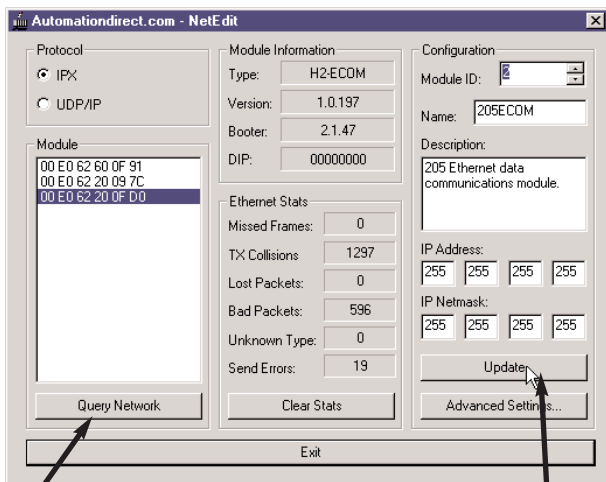 Automationdirect.com - NetEdit
Protocol
IPX
UDP/IP
Module
00 E0 62 60 0F 91
00 E0 62 20 09 7C
00 E0 62 20 0F D0
Query Network
Module Information
Type: H2-ECOM
Version: 1.0.197
Booter: 2.1.47
DIP: 00000000
Ethernet Stats
Missed Frames: 0
TX Collisions 1297
Lost Packets: 0
Bad Packets: 596
Unknown Type: 0
Send Errors: 19
Clear Stats
Configuration
Module ID: 2
Name: 205ECOM
Description:
205 Ethernet data
communications module.
IP Address:
255 255 255 255
IP Netmask:
255 255 255 255
Update
Advanced Settings...
Exit